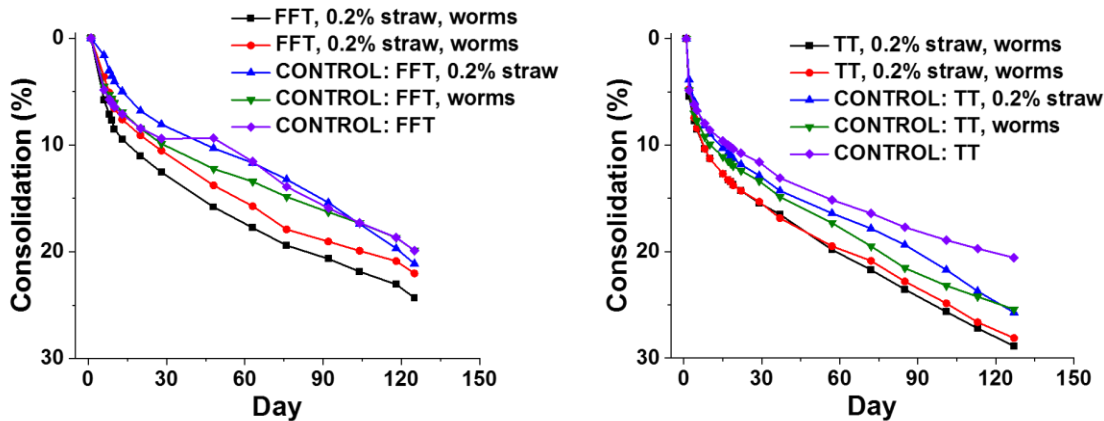 FFT, 0.2% straw, worms
FFT, 0.2% straw, worms
CONTROL: FFT, 0.2% straw
CONTROL: FFT, worms
CONTROL: FFT
Consolidation (%)
0
10
20
30
0 30 60 90 120 150
Day
TT, 0.2% straw, worms
TT, 0.2% straw, worms
CONTROL: TT, 0.2% straw
CONTROL: TT, worms
CONTROL: TT
Consolidation (%)
0
10
20
30
0 30 60 90 120 150
Day